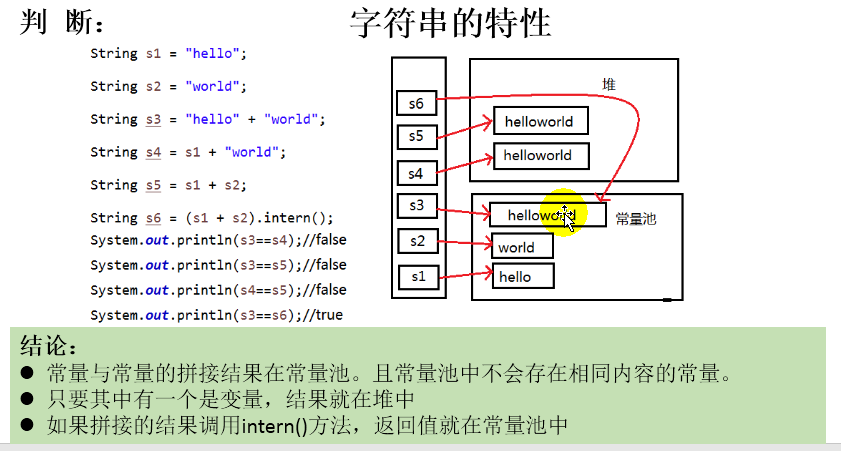 判 断：
字符串的特性
String s1 = "hello";
String s2 = "world";
String s3 = "hello" + "world";
String s4 = s1 + "world";
String s5 = s1 + s2;
String s6 = (s1 + s2).intern();
System.out.println(s3==s4);//false
System.out.println(s3==s5);//false
System.out.println(s4==s5);//false
System.out.println(s3==s6);//true
s6
s5
s4
s3
s2
s1
堆
helloworld
helloworld
helloworld
常量池
world
hello
结论：
● 常量与常量的拼接结果在常量池。且常量池中不会存在相同内容的常量。
● 只要其中有一个是变量，结果就在堆中
● 如果拼接的结果调用intern()方法，返回值就在常量池中